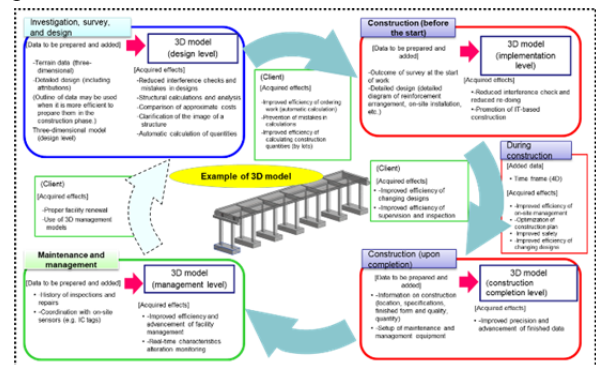 Investigation, survey,
and design
[Data to be prepared and added]
-Terrain data (three-
dimensional)
-Detailed design (including
attributions)
(Outline of data may be used
when it is more efficient to
prepare them in the
construction phase.)
Three-dimensional model
(design level)
3D model
(design level)
[Acquired effects]
-Reduced interference checks and
mistakes in designs
-Structural calculations and analysis
-Comparison of approximate costs
-Clarification of the image of a
structure
-Automatic calculation of quantities
(Client)
[Acquired effects]
-Improved efficiency of ordering
work (automatic calculation)
-Prevention of mistakes in
calculations
-Improved efficiency of
calculating construction
quantities (by lots)
Construction (before
the start)
[Data to be prepared and
added]
-Outcome of survey at the start
of work
-Detailed design (detailed
diagram of reinforcement
arrangement, on-site installation,
etc.)
3D model
(implementation
level)
[Acquired effects]
-Reduced interference check and
reduced re-doing
-Promotion of IT-based
construction
During
construction
[Added data]
• Time frame (4D)
[Acquired effects]
• -Improved efficiency of
on-site management
• -Optimization of
construction plan
• Improved safety
• -Improved efficiency of
changing designs
(Client)
[Acquired effects]
• -Improved efficiency of
changing designs
• -Improved efficiency of
supervision and inspection
Example of 3D model
(Client)
[Acquired effects]
-Proper facility renewal
-Use of 3D management
models
Maintenance and
management
[Data to be prepared and added]
• -History of inspections and
repairs
• -Coordination with on-site
sensors (e.g. IC tags)
3D model
(management level)
[Acquired effects]
• -Improved efficiency and
advancement of facility
management
• -Real-time characteristics
alteration monitoring
Construction (upon
completion)
[Data to be prepared and
added]
• -Information on construction
(location, specifications,
finished form and quality,
quantity)
• -Setup of maintenance and
management equipment
3D model
(construction
completion level)
[Acquired effects]
• -Improved precision and
advancement of finished data